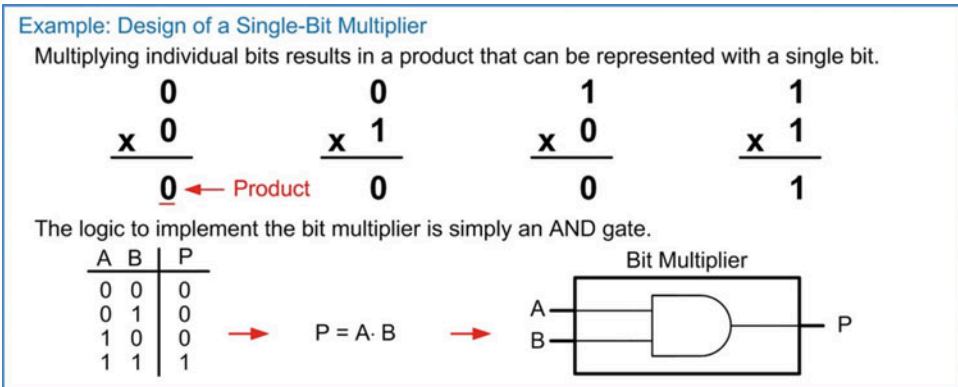 Example: Design of a Single-Bit Multiplier
Multiplying individual bits results in a product that can be represented with a single bit.
0 0 1 1
x 0 x 1 x 0 x 1
0 Product 0 0 1
The logic to implement the bit multiplier is simply an AND gate.
A B P
0 0 0
0 1 0
1 0 0
1 1 1
P = A· B
Bit Multiplier
A
B
P